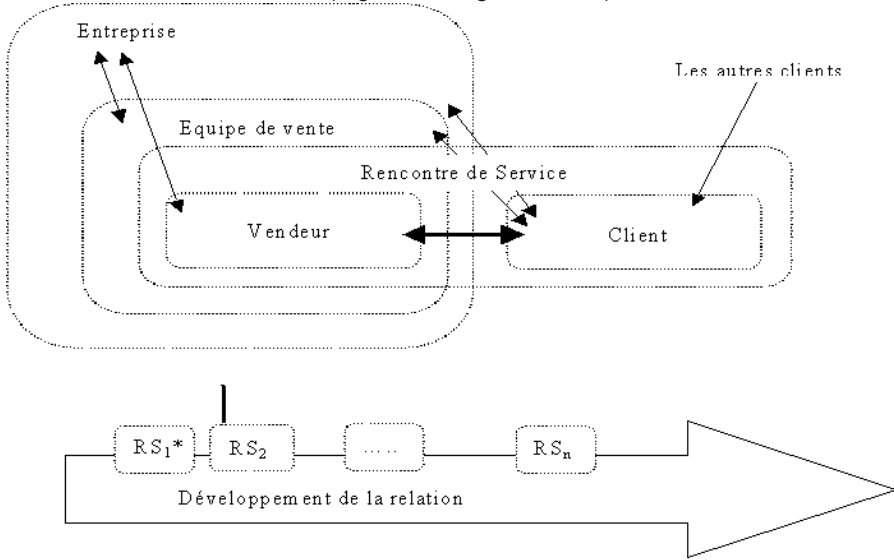 Entreprise
Les autres clients
Equipe de vente
Rencontre de Service
Vendeur
Client
RS1*
RS2
.....
RSn
Développement de la relation